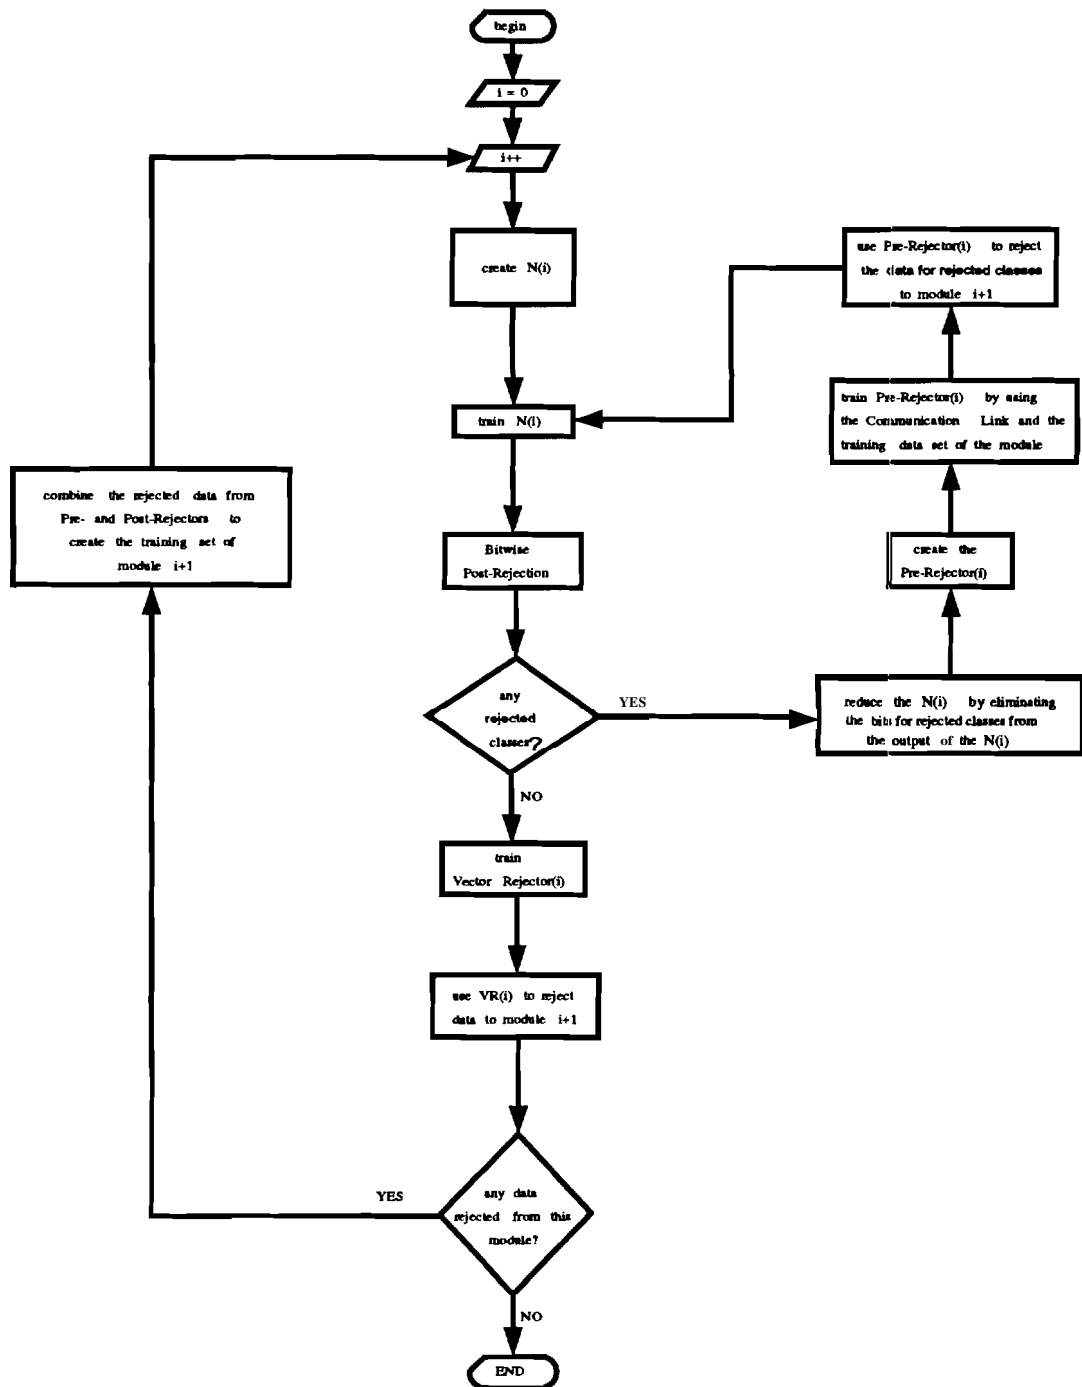 begin
i = 0
i++
create N(i)
train N(i)
Bitwise
Post-Rejection
any
rejected
classes?
YES
NO
reduce the N(i) by eliminating
the bits for rejected classes from
the output of the N(i)
create the
Pre-Rejector(i)
train Pre-Rejector(i) by using
the Communication Link and the
training data set of the module
use Pre-Rejector(i) to reject
the data for rejected classes
to module i+1
train
Vector Rejector(i)
use VR(i) to reject
data to module i+1
any data
rejected from this
module?
YES
combine the rejected data from
Pre- and Post-Rejectors to
create the training set of
module i+1
NO
END